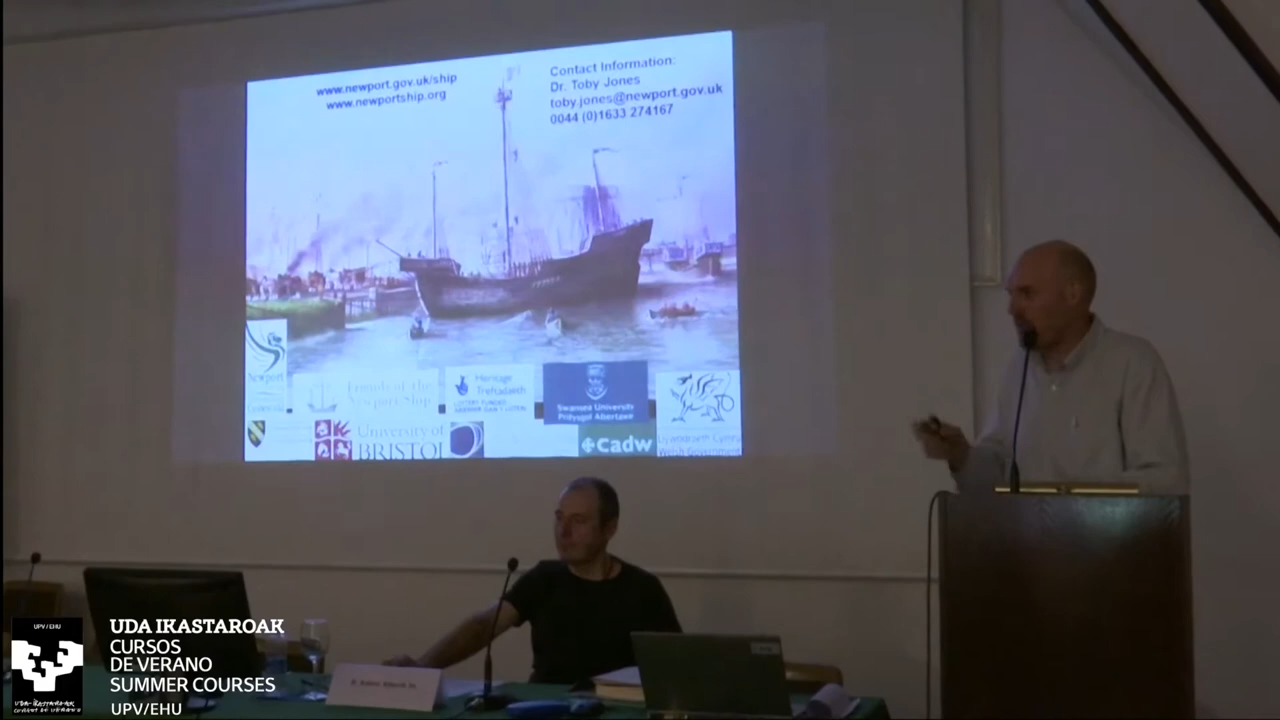 www.newport.gov.uk/ship
www.newportship.org
Contact Information:
Dr. Toby Jones
toby.jones@newport.gov.uk
0044 (0)1633 274167
Newport
Friends of the
Newport Ship
Heritage
Treftadaeth
Swansea University
Prifysgol Abertawe
University of
BRISTOL
Cadw
Llywodraeth Cymru
Welsh Government
UPV/EHU
UDA IKASTAROAK
CURSOS
DE VERANO
SUMMER COURSES
UPV/EHU
UDA-IKASTAROAK